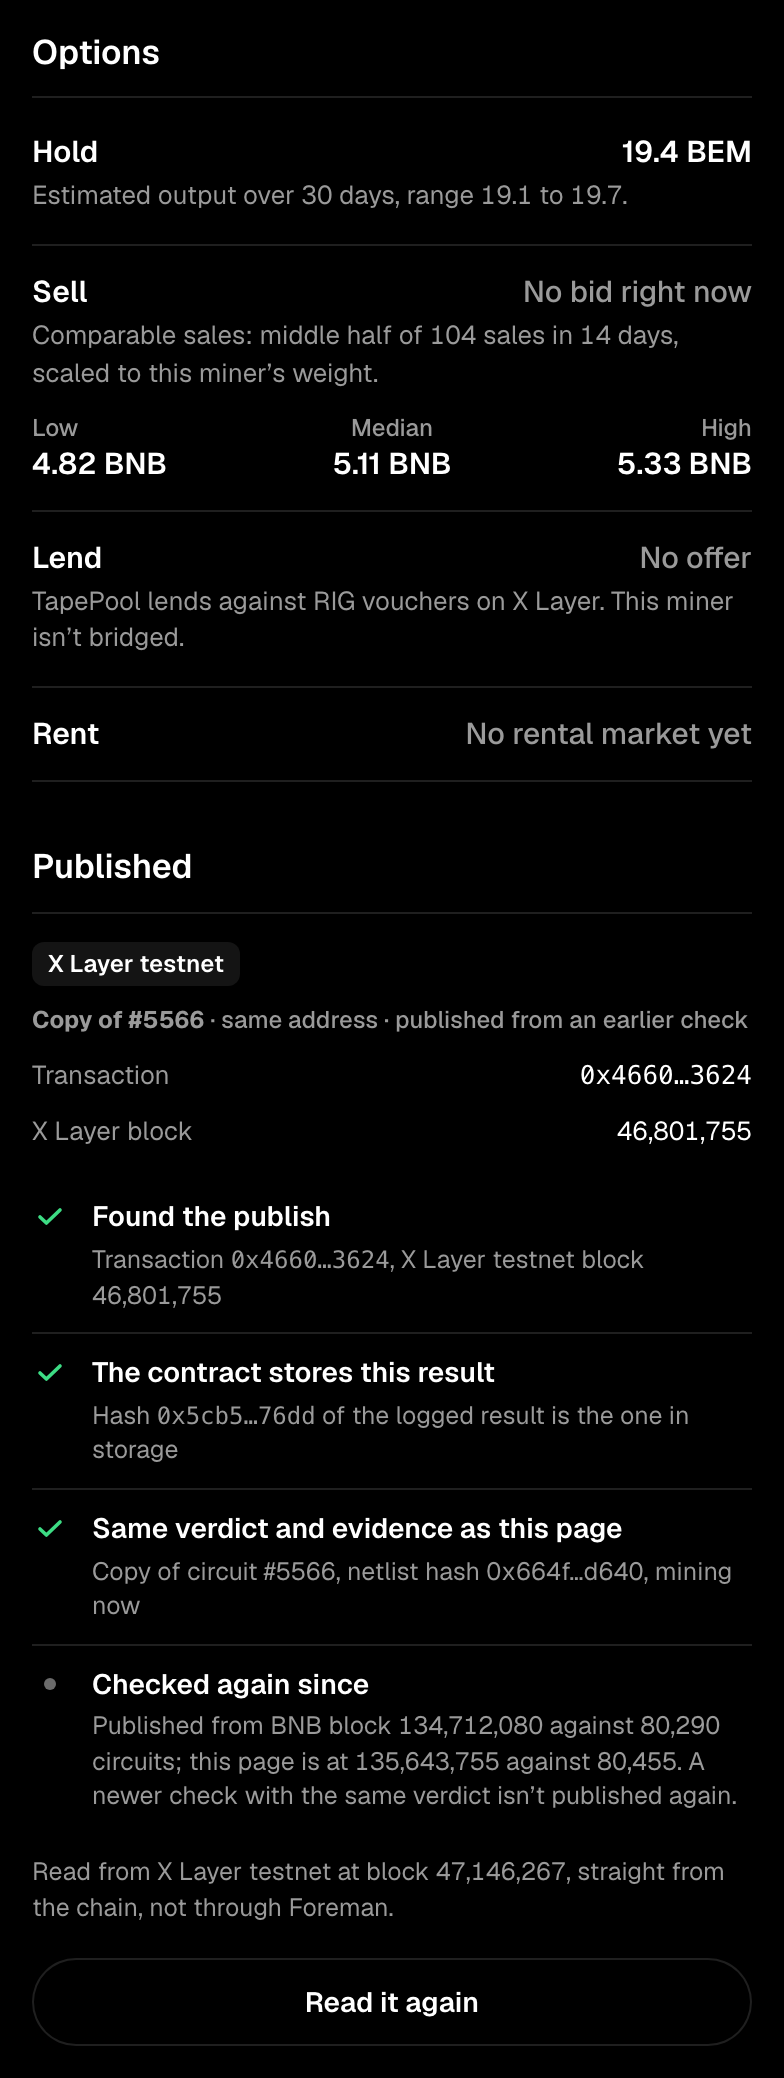 Options
Hold 19.4 BEM
Estimated output over 30 days, range 19.1 to 19.7.
Sell No bid right now
Comparable sales: middle half of 104 sales in 14 days,
scaled to this miner’s weight.
Low Median High
4.82 BNB 5.11 BNB 5.33 BNB
Lend No offer
TapePool lends against RIG vouchers on X Layer. This miner
isn’t bridged.
Rent No rental market yet
Published
X Layer testnet
Copy of #5566 · same address · published from an earlier check
Transaction 0x4660…3624
X Layer block 46,801,755
Found the publish
Transaction 0x4660…3624, X Layer testnet block
46,801,755
The contract stores this result
Hash 0x5cb5…76dd of the logged result is the one in
storage
Same verdict and evidence as this page
Copy of circuit #5566, netlist hash 0x664f…d640, mining
now
Checked again since
Published from BNB block 134,712,080 against 80,290
circuits; this page is at 135,643,755 against 80,455. A
newer check with the same verdict isn’t published again.
Read from X Layer testnet at block 47,146,267, straight from
the chain, not through Foreman.
Read it again